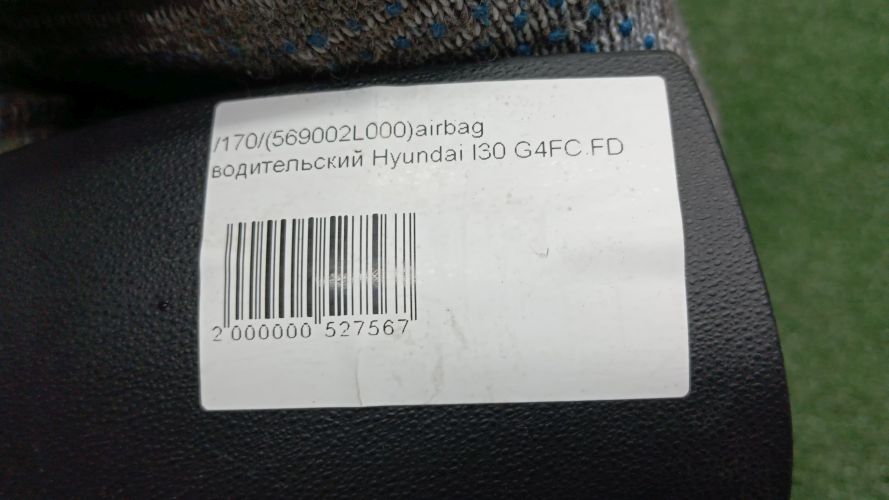 /170/(569002L000)airbag
водительский Hyundai I30 G4FC.FD
2 000000 527567